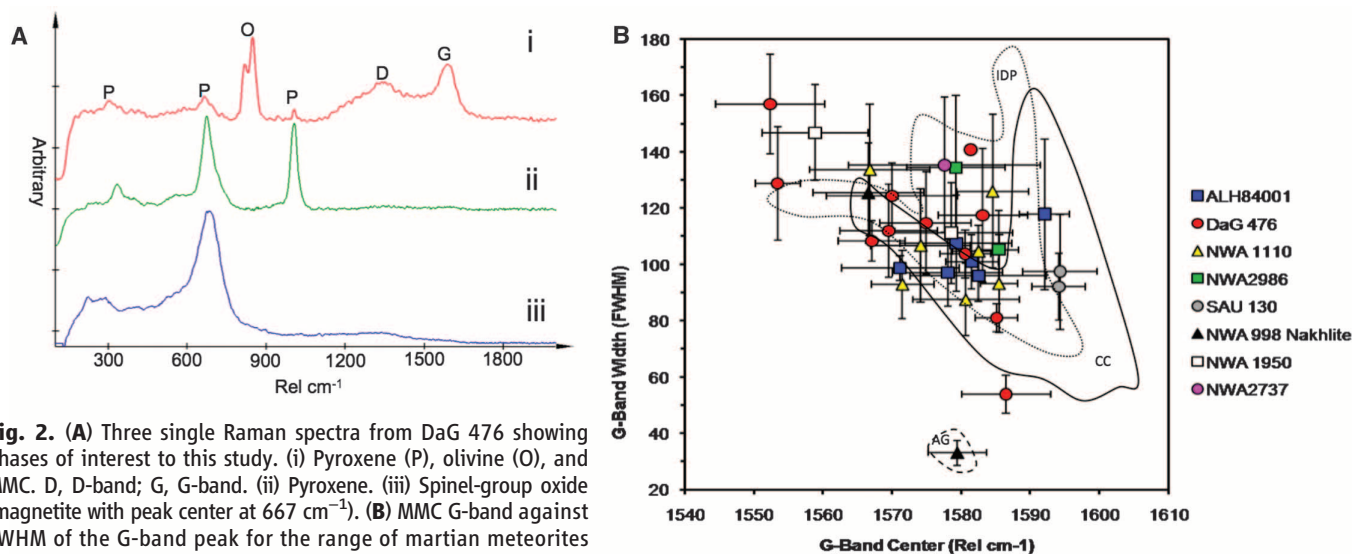 A
O
i
P
P
P
D
G
ii
iii
Arbitrary
300 600 900 1200 1500 1800
Rel cm-1
B
180
160
140
120
100
80
60
40
20
G-Band Width (FWHM)
IDP
CC
AG
1540 1550 1560 1570 1580 1590 1600 1610
G-Band Center (Rel cm-1)
ALH84001
DaG 476
NWA 1110
NWA2986
SAU 130
NWA 998 Nakhlite
NWA 1950
NWA2737
ig. 2. (A) Three single Raman spectra from DaG 476 showing
hases of interest to this study. (i) Pyroxene (P), olivine (O), and
MC. D, D-band; G, G-band. (ii) Pyroxene. (iii) Spinel-group oxide
magnetite with peak center at 667 cm−1). (B) MMC G-band against
WHM of the G-band peak for the range of martian meteorites